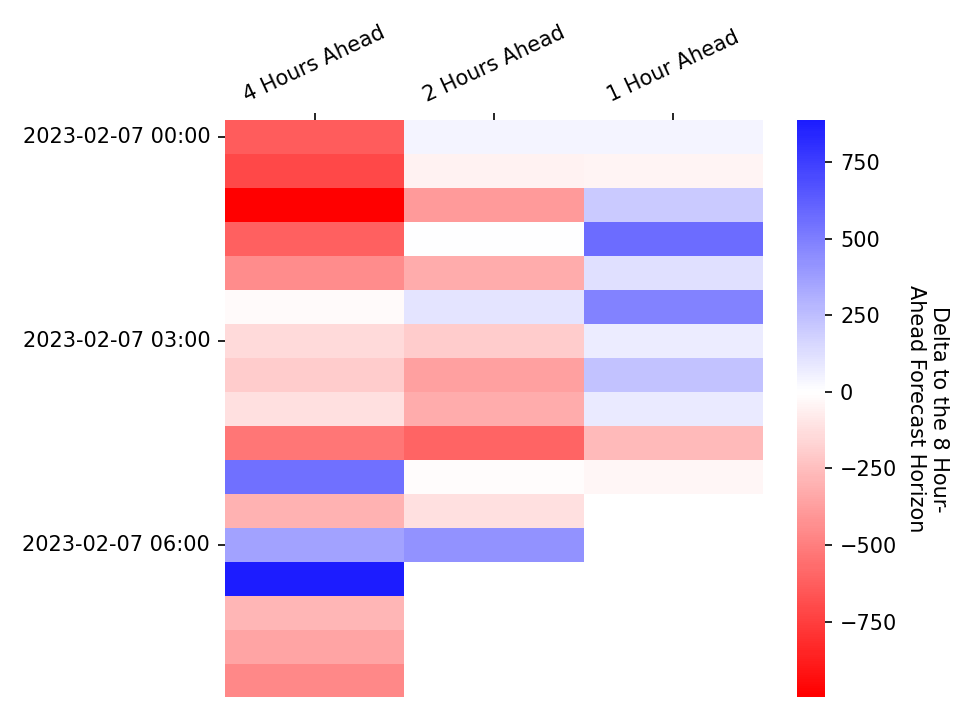 4 Hours Ahead
2 Hours Ahead
1 Hour Ahead
2023-02-07 00:00
2023-02-07 03:00
2023-02-07 06:00
750
500
250
0
−250
−500
−750
Delta to the 8 Hour-
Ahead Forecast Horizon